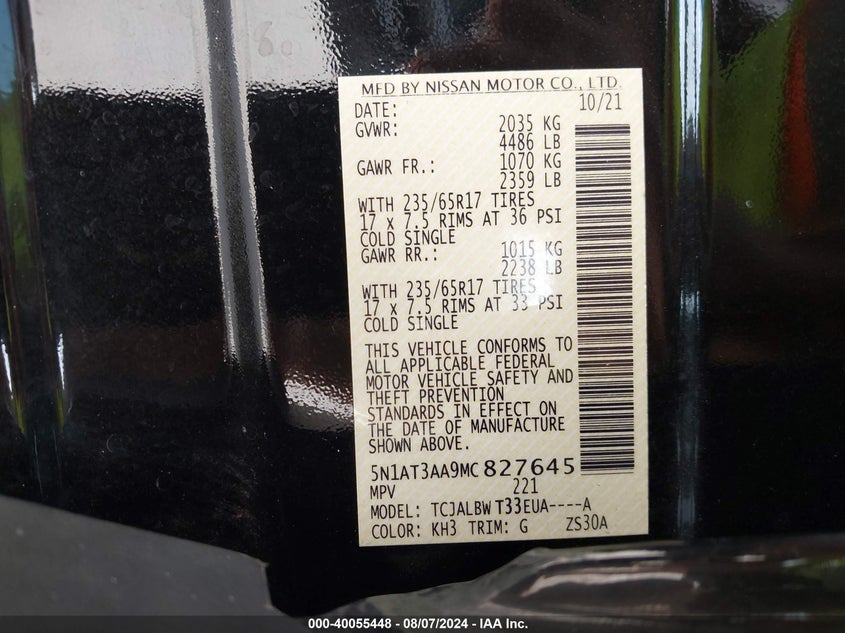 MFD BY NISSAN MOTOR CO., LTD.
DATE: 10/21
GVWR: 2035 KG
4486 LB
GAWR FR.: 1070 KG
2359 LB
WITH 235/65R17 TIRES
17 x 7.5 RIMS AT 36 PSI
COLD SINGLE
GAWR RR.: 1015 KG
2238 LB
WITH 235/65R17 TIRES
17 x 7.5 RIMS AT 33 PSI
COLD SINGLE
THIS VEHICLE CONFORMS TO
ALL APPLICABLE FEDERAL
MOTOR VEHICLE SAFETY AND
THEFT PREVENTION
STANDARDS IN EFFECT ON
THE DATE OF MANUFACTURE
SHOWN ABOVE.
5N1AT3AA9MC 827645
MPV 221
MODEL: TCJALBW T33EUA----A
COLOR: KH3 TRIM: G ZS30A
000-40055448 - 08/07/2024 - IAA Inc.